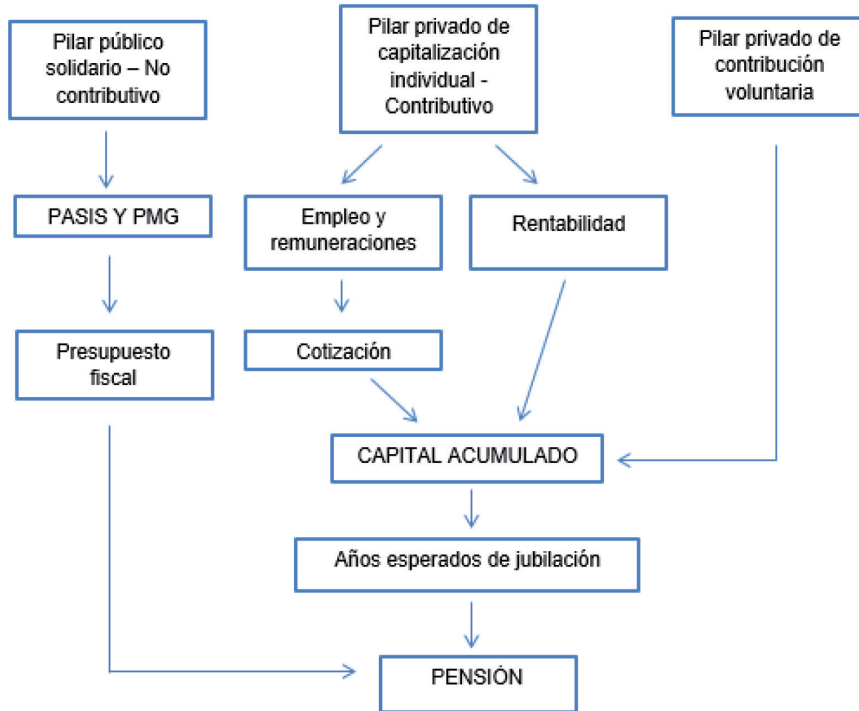 Pilar público
solidario – No
contributivo
Pilar privado de
capitalización
individual -
Contributivo
Pilar privado de
contribución
voluntaria
PASIS Y PMG
Empleo y
remuneraciones
Rentabilidad
Presupuesto
fiscal
Cotización
CAPITAL ACUMULADO
Años esperados de jubilación
PENSIÓN